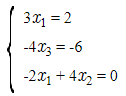 3x₁ = 2
-4x₃ = -6
-2x₁ + 4x₂ = 0